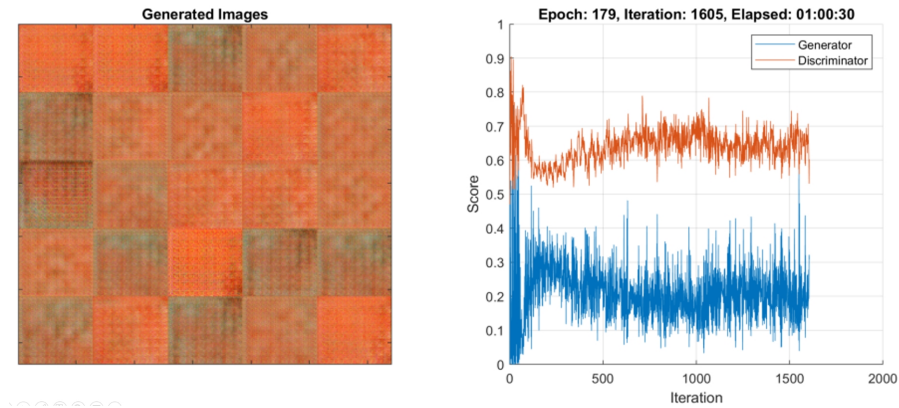 Generated Images
Epoch: 179, Iteration: 1605, Elapsed: 01:00:30
Generator
Discriminator
Score
1
0.9
0.8
0.7
0.6
0.5
0.4
0.3
0.2
0.1
0
0 500 1000 1500 2000
Iteration